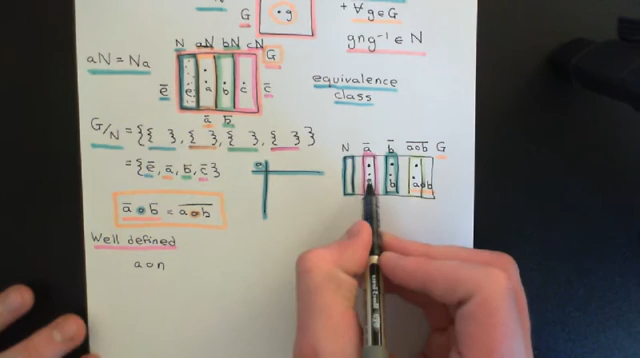 G
g
+ ∀ g ∈ G
gng⁻¹ ∈ N
aN = Na
N aN bN cN G
ē e a b c c̄
ā b̄
equivalence
class
G/N = {{ }, { }, { }, { }}
= {ē, ā, b̄, c̄}
N ā b̄ a∘b̅ G
b a∘b
ā ∘ b̄ = a∘b̅
Well defined
a ∘ n